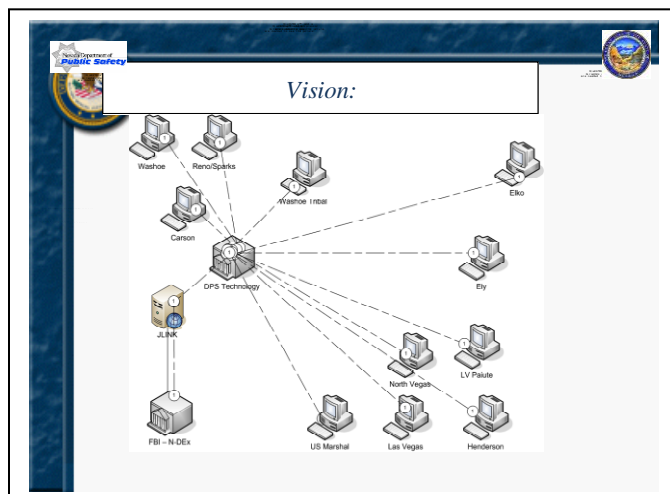 Nevada Department of
Public Safety
Vision:
Washoe
Reno/Sparks
Washoe Tribal
Elko
Carson
DPS Technology
Ely
JLINK
North Vegas
LV Paiute
FBI – N-DEx
US Marshal
Las Vegas
Henderson